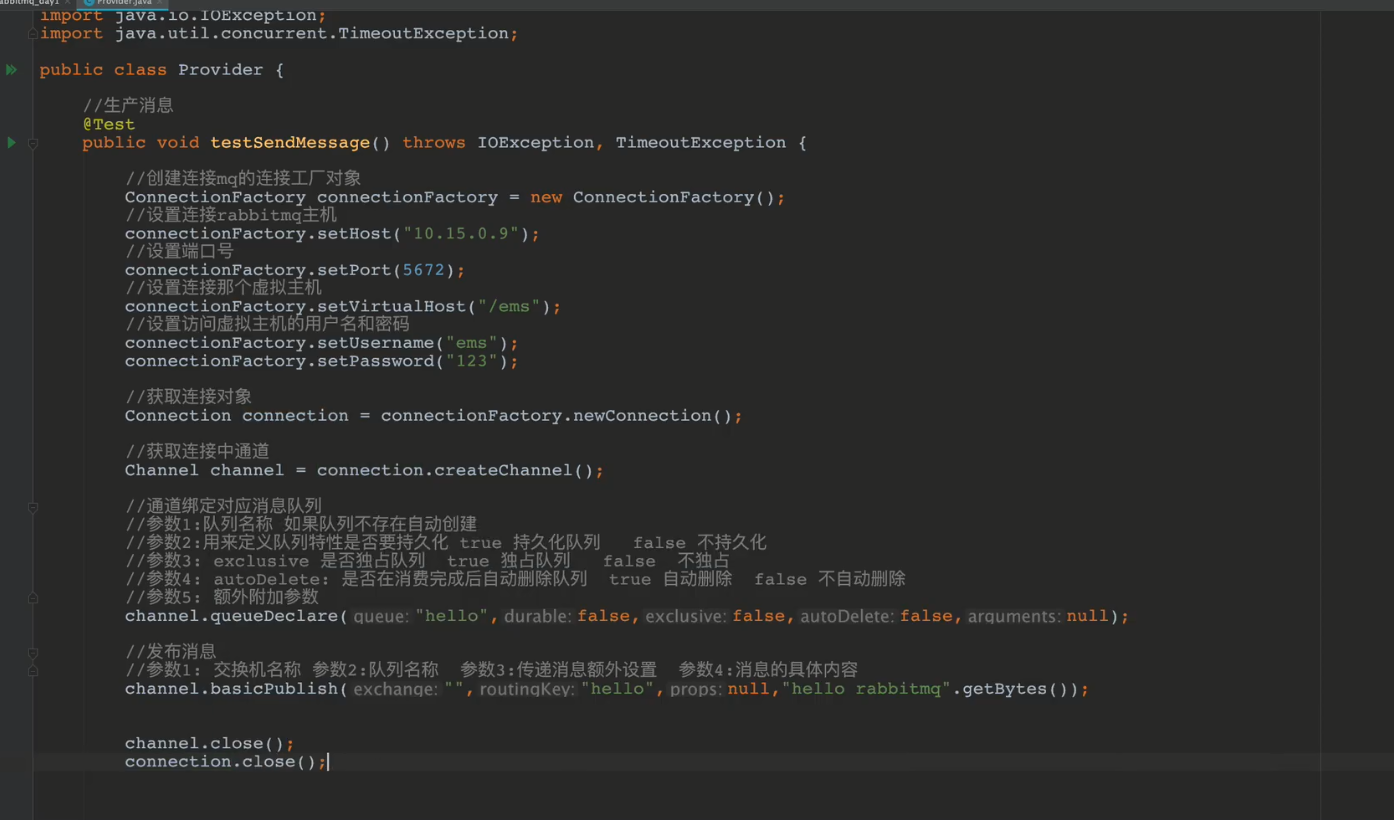 rabbitmq_day1 × Provider.java ×
import java.io.IOException;
import java.util.concurrent.TimeoutException;
public class Provider {
//生产消息
@Test
public void testSendMessage() throws IOException, TimeoutException {
//创建连接mq的连接工厂对象
ConnectionFactory connectionFactory = new ConnectionFactory();
//设置连接rabbitmq主机
connectionFactory.setHost("10.15.0.9");
//设置端口号
connectionFactory.setPort(5672);
//设置连接那个虚拟主机
connectionFactory.setVirtualHost("/ems");
//设置访问虚拟主机的用户名和密码
connectionFactory.setUsername("ems");
connectionFactory.setPassword("123");
//获取连接对象
Connection connection = connectionFactory.newConnection();
//获取连接中通道
Channel channel = connection.createChannel();
//通道绑定对应消息队列
//参数1:队列名称 如果队列不存在自动创建
//参数2:用来定义队列特性是否要持久化 true 持久化队列 false 不持久化
//参数3: exclusive 是否独占队列 true 独占队列 false 不独占
//参数4: autoDelete: 是否在消费完成后自动删除队列 true 自动删除 false 不自动删除
//参数5: 额外附加参数
channel.queueDeclare( queue: "hello", durable: false, exclusive: false, autoDelete: false, arguments: null);
//发布消息
//参数1: 交换机名称 参数2:队列名称 参数3:传递消息额外设置 参数4:消息的具体内容
channel.basicPublish( exchange: "", routingKey: "hello", props: null,"hello rabbitmq".getBytes());
channel.close();
connection.close();